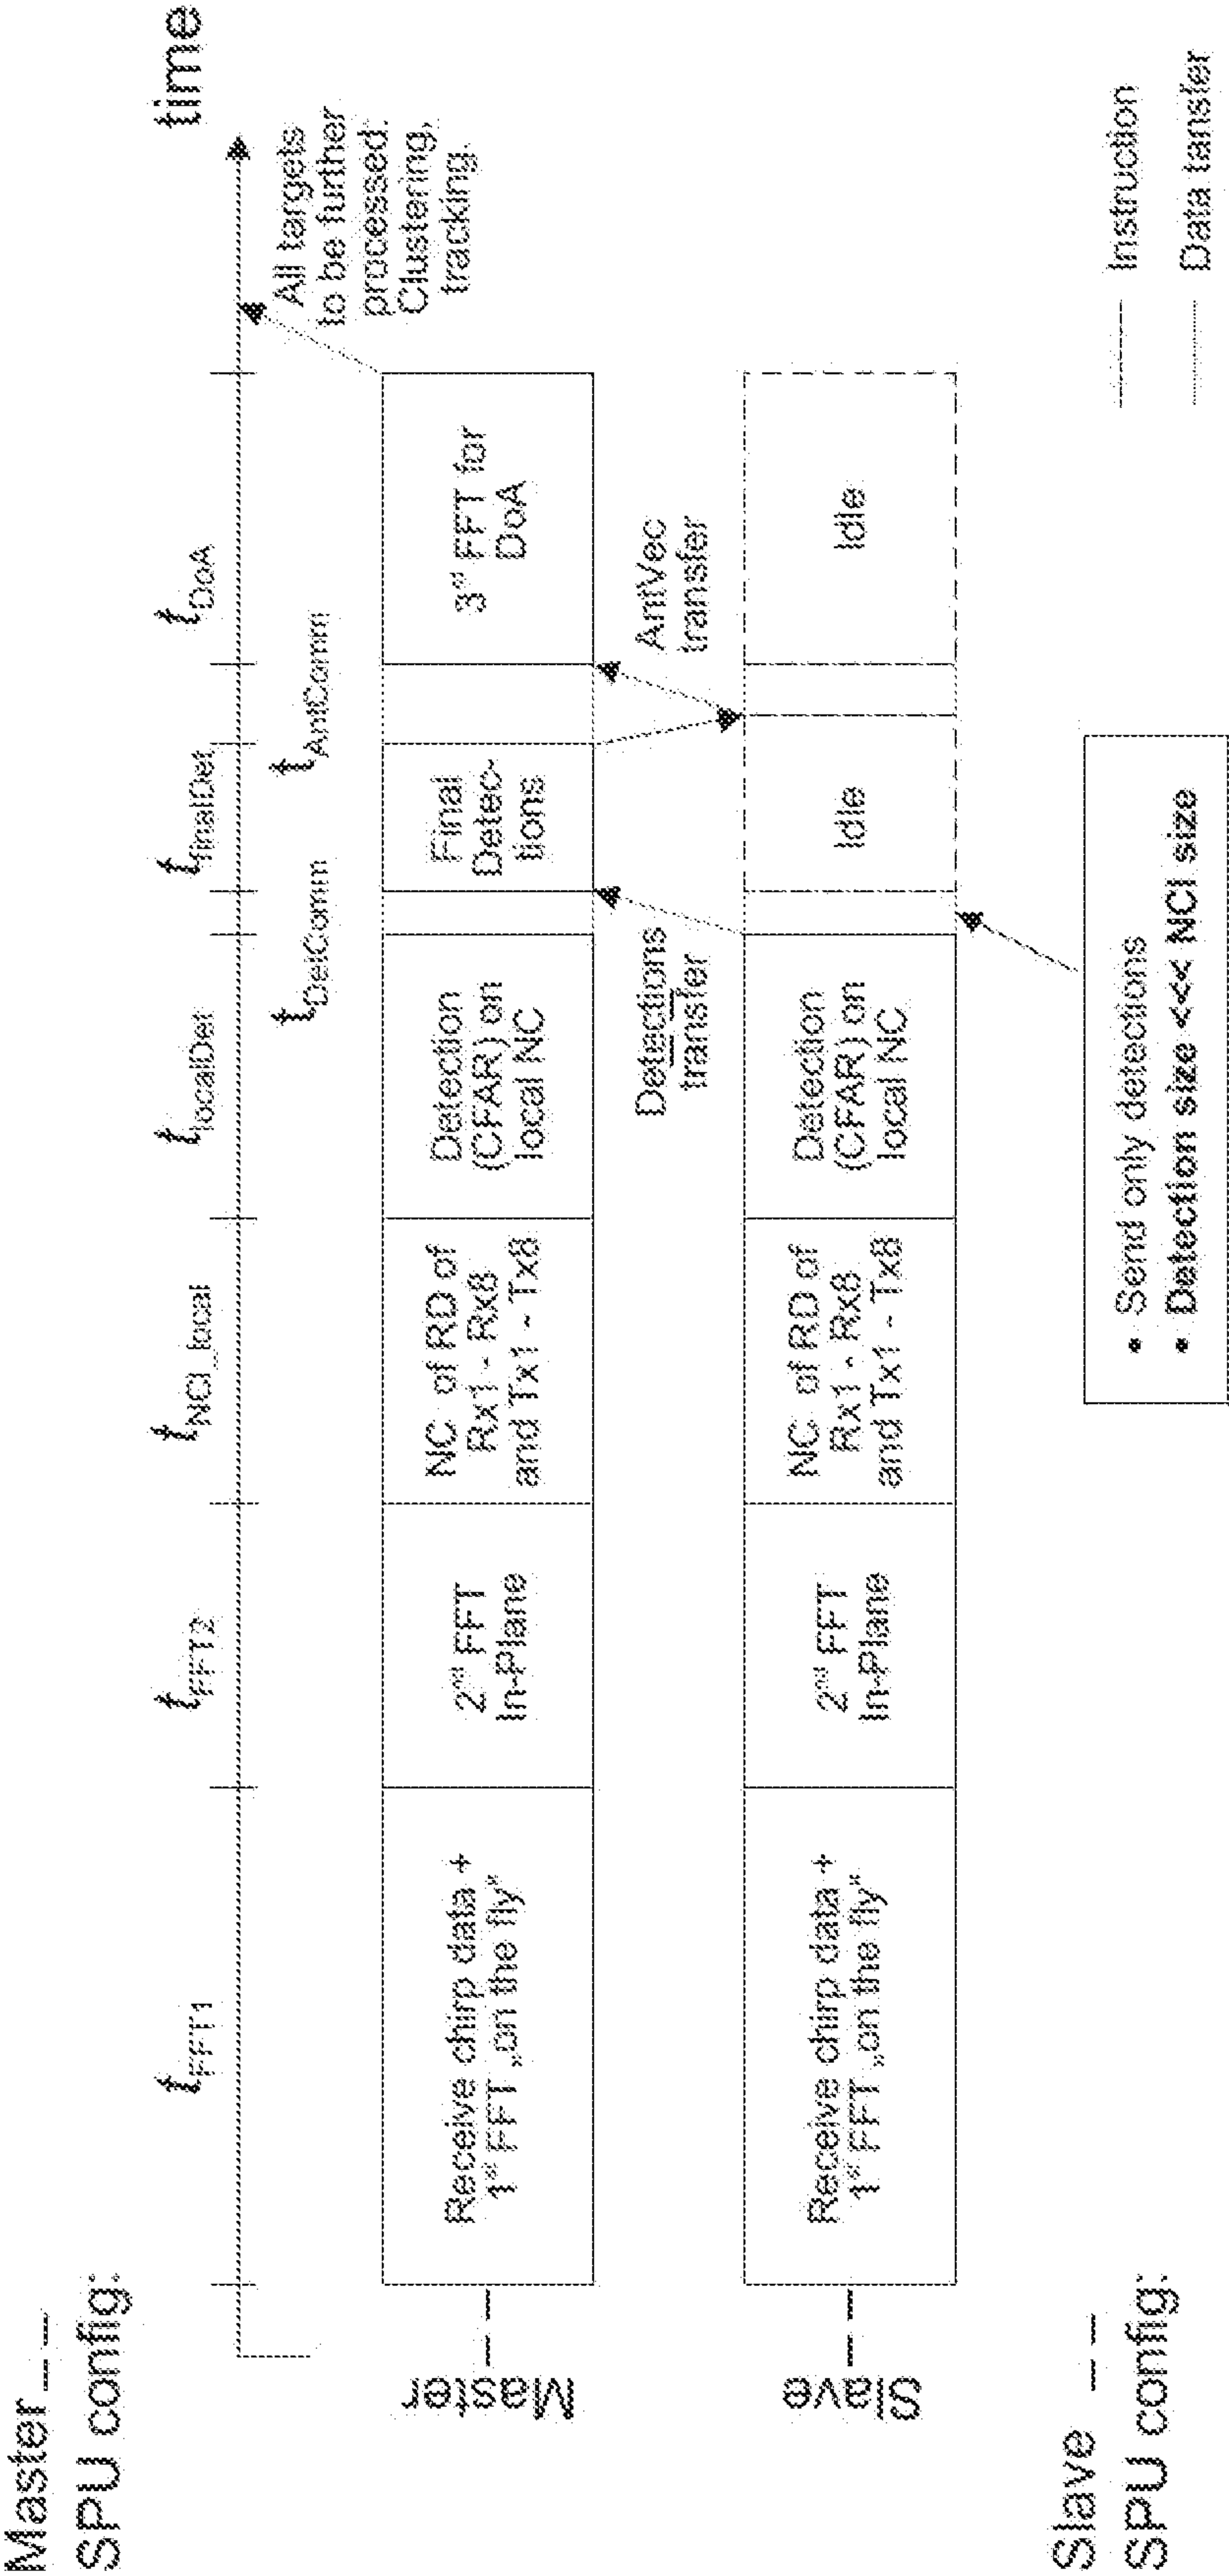 Master
SPU config:
time
t_FFT1
t_FFT2
t_NCI_local
t_localDet
t_DetComm
t_finalDet
t_AntComm
t_DoA
All targets
to be further
processed:
Clustering,
tracking.
Master
Receive chirp data +
1st FFT „on the fly“
2nd FFT
In-Plane
NC of RD of
Rx1 - Rx8
and Tx1 - Tx8
Detection
(CFAR) on
local NC
Final
Detec-
tions
3rd FFT for
DoA
Detections
transfer
AntVec
transfer
Slave
Receive chirp data +
1st FFT „on the fly“
2nd FFT
In-Plane
NC of RD of
Rx1 - Rx8
and Tx1 - Tx8
Detection
(CFAR) on
local NC
Idle
Idle
Slave
SPU config:
• Send only detections
• Detection size <<< NCI size
Instruction
Data tansfer